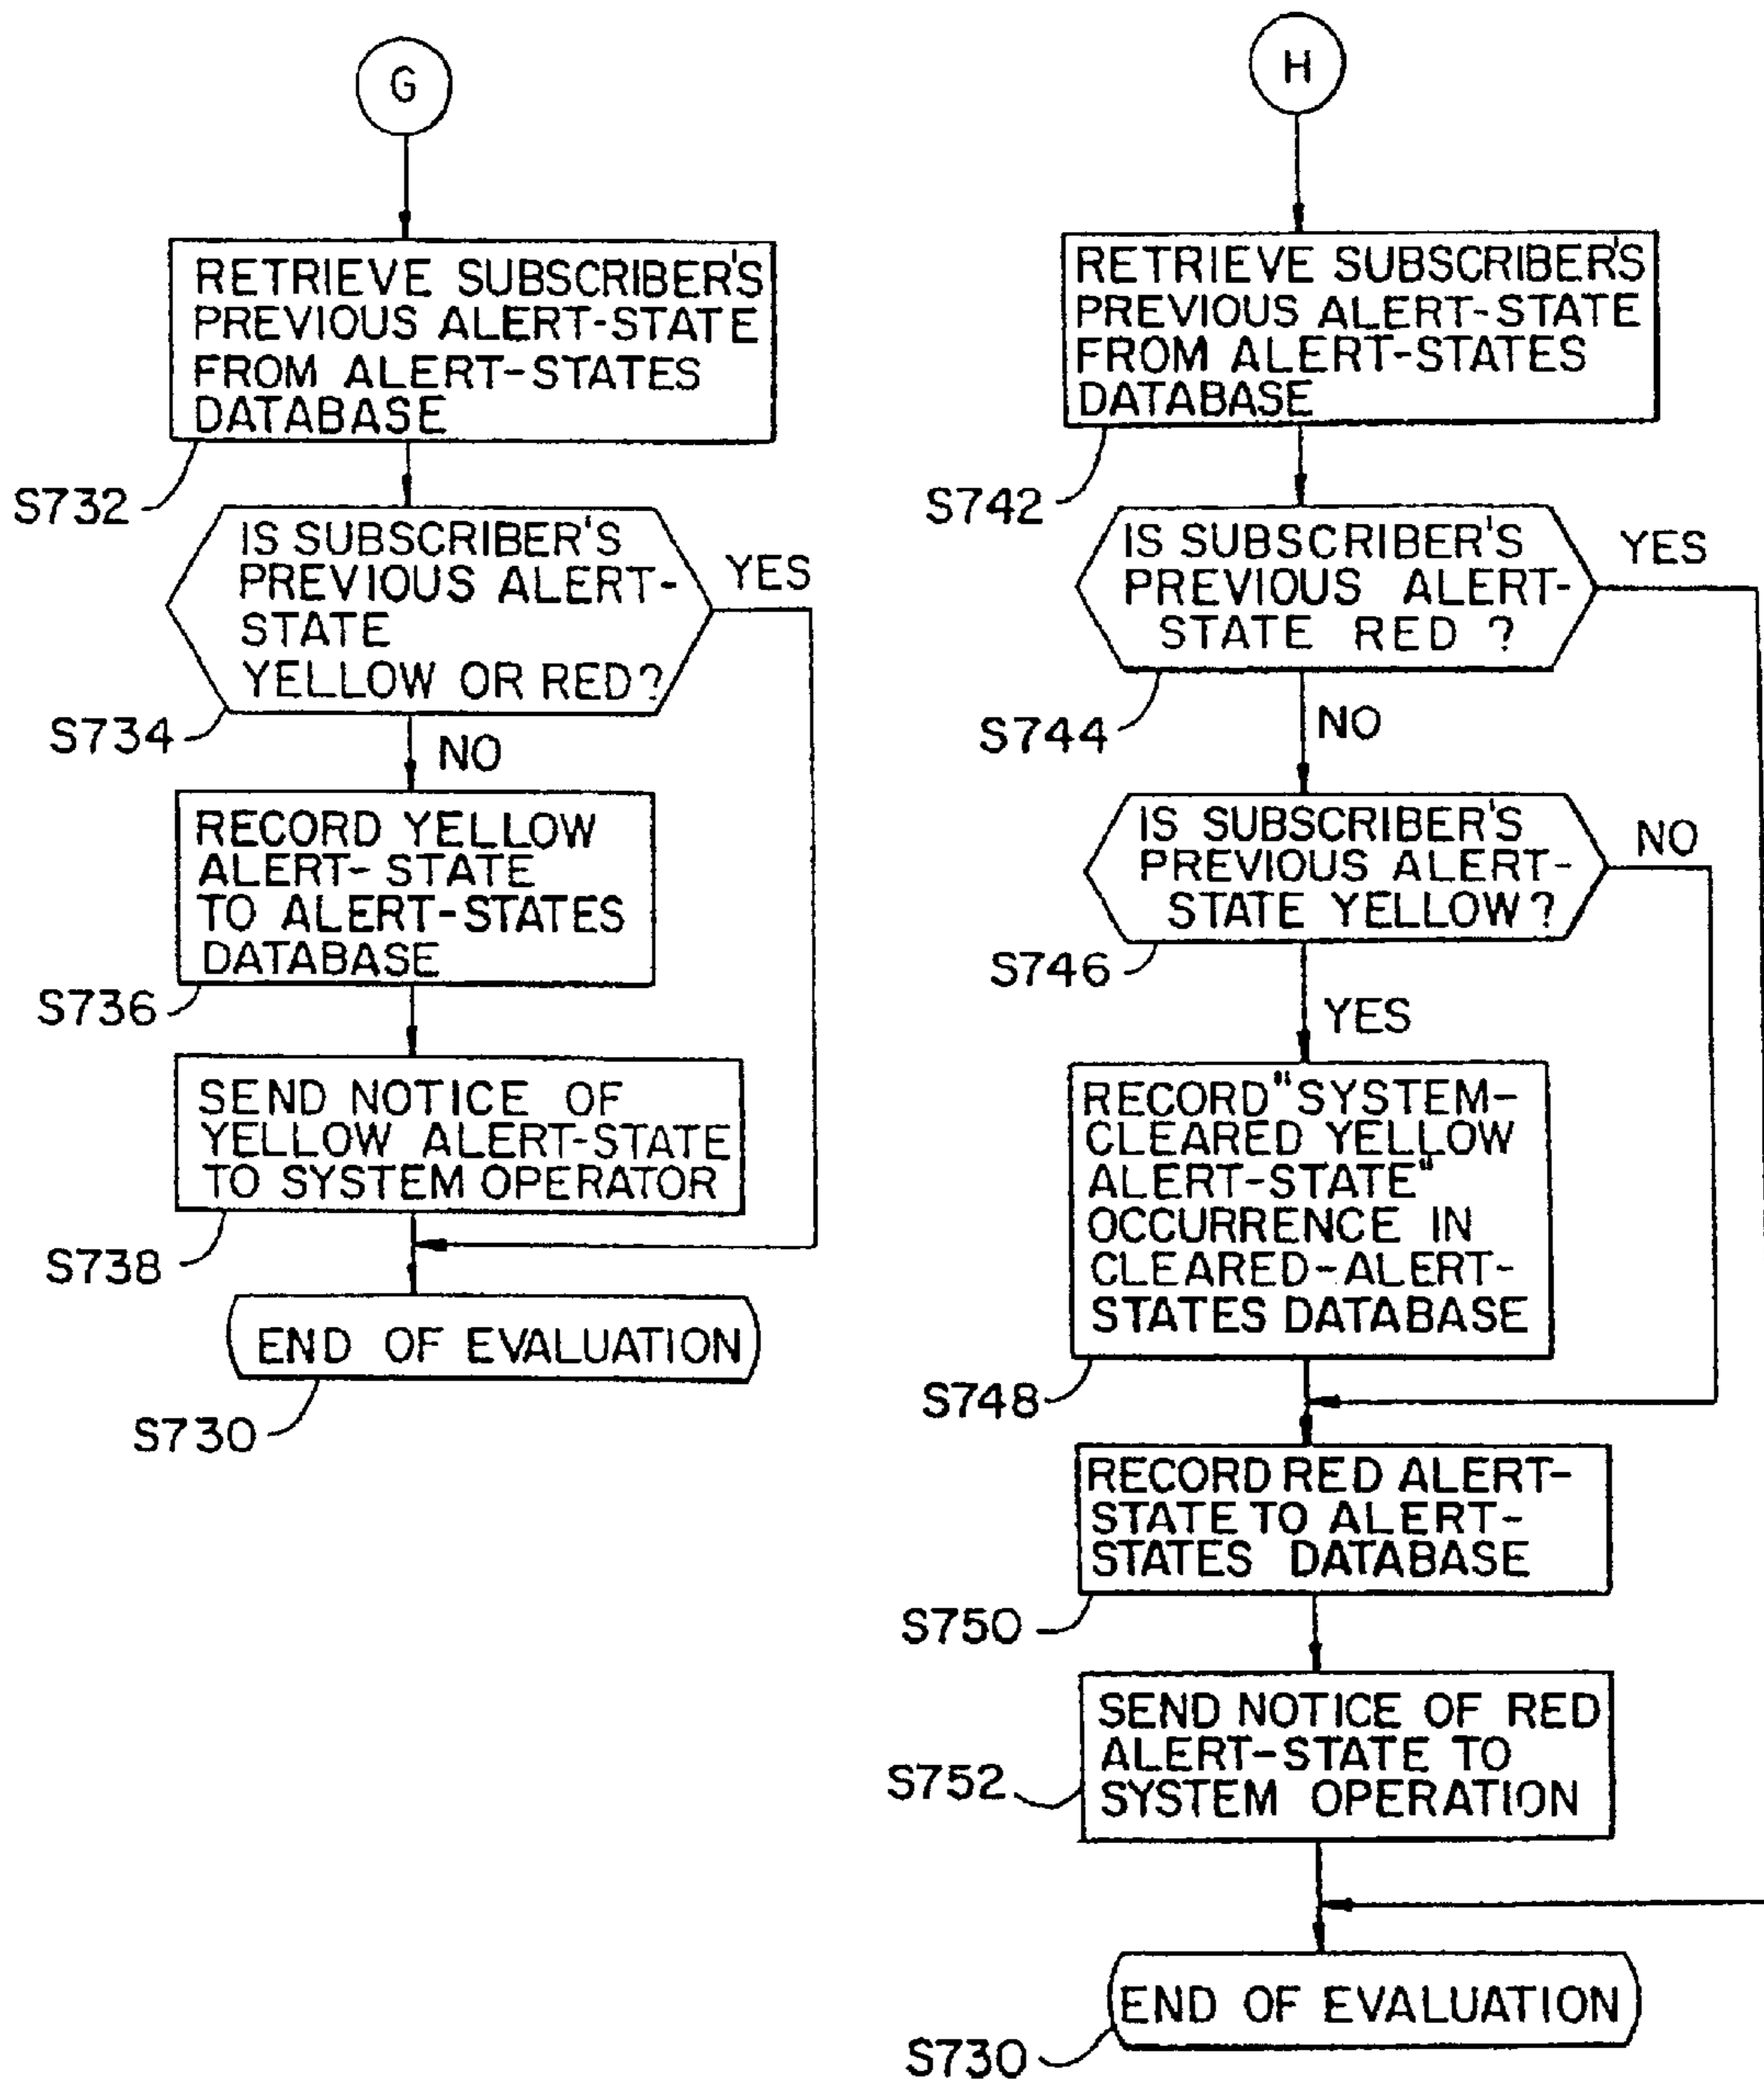 G
RETRIEVE SUBSCRIBER'S
PREVIOUS ALERT-STATE
FROM ALERT-STATES
DATABASE
S732
IS SUBSCRIBER'S
PREVIOUS ALERT-
STATE
YELLOW OR RED?
YES
S734
NO
RECORD YELLOW
ALERT-STATE
TO ALERT-STATES
DATABASE
S736
SEND NOTICE OF
YELLOW ALERT-STATE
TO SYSTEM OPERATOR
S738
END OF EVALUATION
S730
H
RETRIEVE SUBSCRIBER'S
PREVIOUS ALERT-STATE
FROM ALERT-STATES
DATABASE
S742
IS SUBSCRIBER'S
PREVIOUS ALERT-
STATE RED ?
YES
S744
NO
IS SUBSCRIBER'S
PREVIOUS ALERT-
STATE YELLOW?
NO
S746
YES
RECORD "SYSTEM-
CLEARED YELLOW
ALERT-STATE"
OCCURRENCE IN
CLEARED-ALERT-
STATES DATABASE
S748
RECORD RED ALERT-
STATE TO ALERT-
STATES DATABASE
S750
SEND NOTICE OF RED
ALERT-STATE TO
SYSTEM OPERATION
S752
END OF EVALUATION
S730